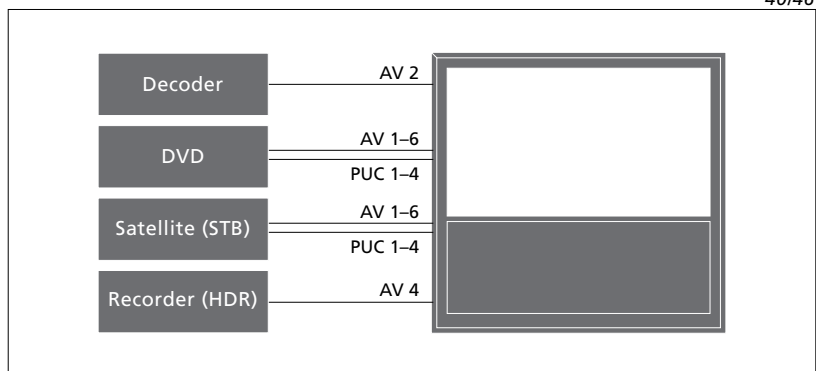 Decoder
AV 2
DVD
AV 1–6
PUC 1–4
Satellite (STB)
AV 1–6
PUC 1–4
Recorder (HDR)
AV 4